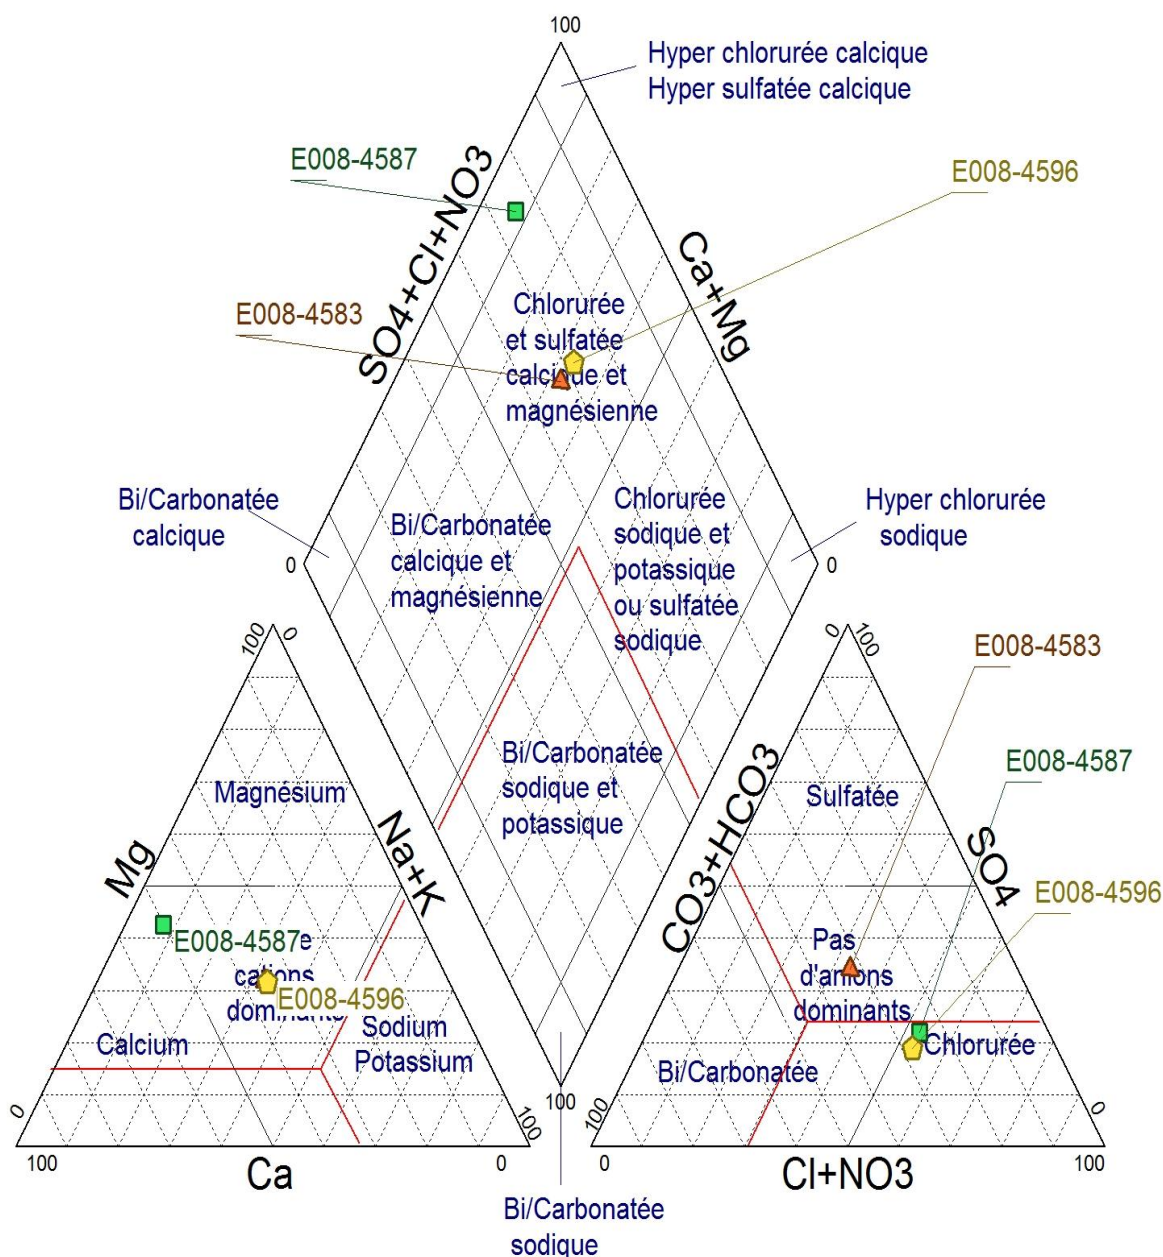 100
Hyper chlorurée calcique
Hyper sulfatée calcique
E008-4587
E008-4596
SO4+Cl+NO3
Ca+Mg
E008-4583
Chlorurée
et sulfatée
calcique et
magnésienne
Bi/Carbonatée
calcique
Bi/Carbonatée
calcique et
magnésienne
Chlorurée
sodique et
potassique
ou sulfatée
sodique
Hyper chlorurée
sodique
0
0
100
0
0
100
E008-4583
Bi/Carbonatée
sodique et
potassique
CO3+HCO3
E008-4587
Magnésium
Sulfatée
Mg
Na+K
SO4
E008-4596
E008-4587
e
cations
dominants
E008-4596
Pas
d'anions
dominants
Calcium
Sodium
Potassium
Bi/Carbonatée
Chlorurée
0
100
100
100
0
100
0
Ca
0
Cl+NO3
100
Bi/Carbonatée
sodique